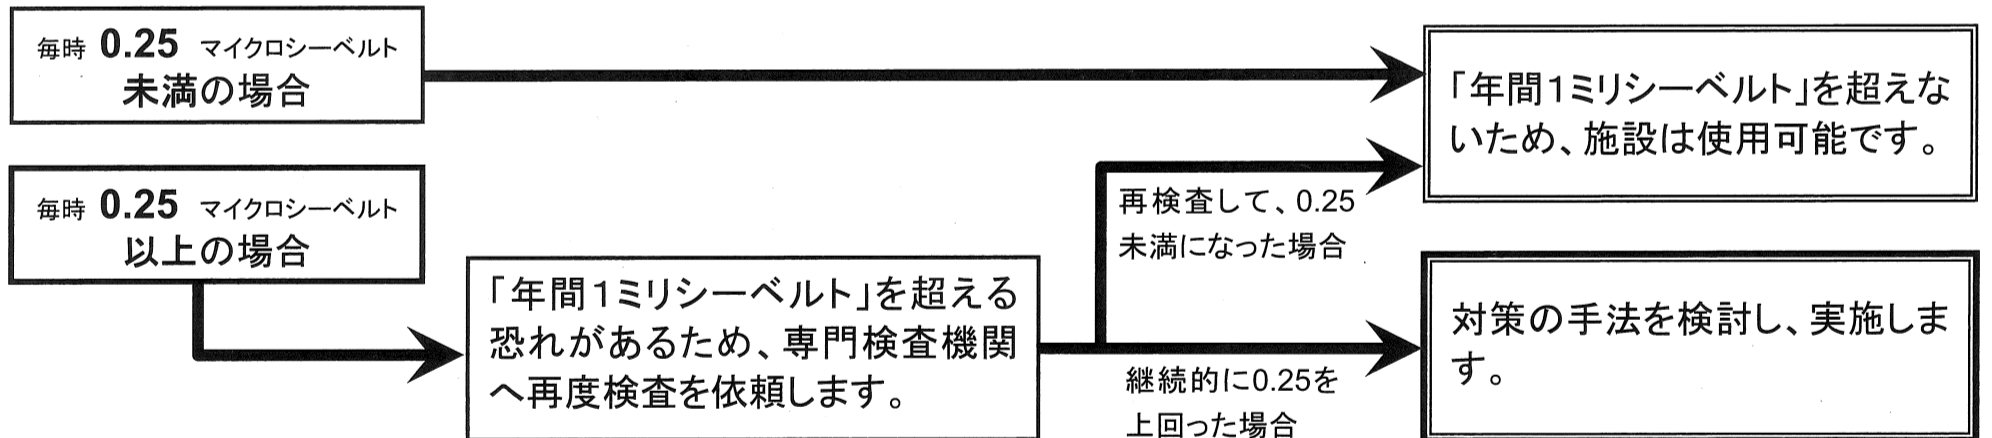 毎時 0.25 マイクロシーベルト
未満の場合
「年間1ミリシーベルト」を超えな
いため、施設は使用可能です。
毎時 0.25 マイクロシーベルト
以上の場合
「年間1ミリシーベルト」を超える
恐れがあるため、専門検査機関
へ再度検査を依頼します。
再検査して、0.25
未満になった場合
継続的に0.25を
上回った場合
対策の手法を検討し、実施しま
す。